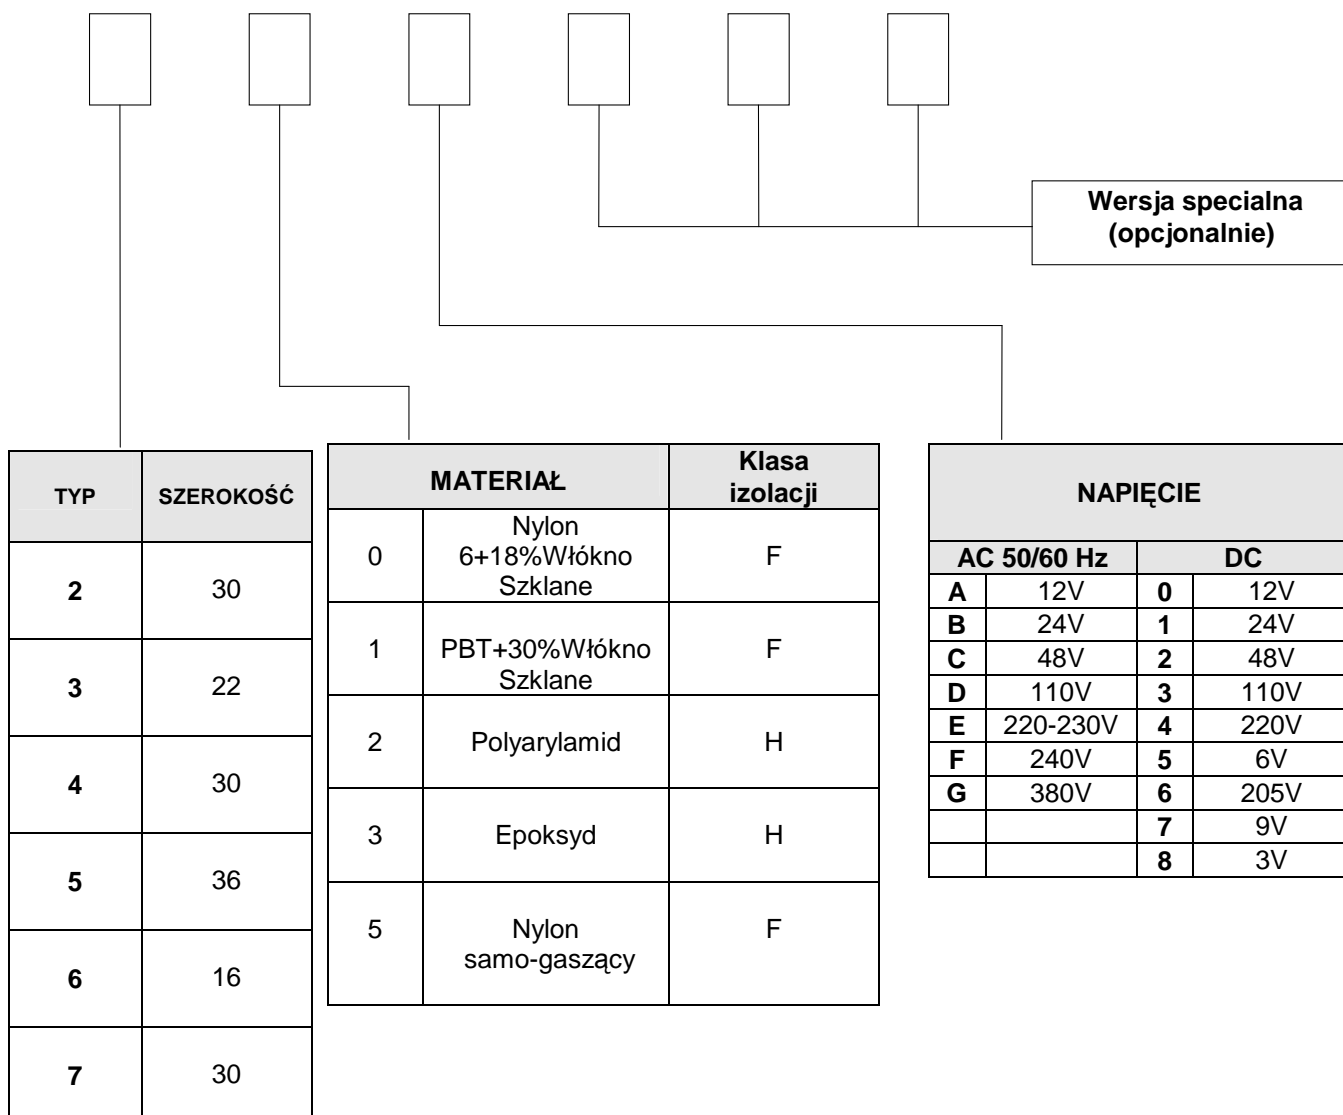 Wersja specialna
(opcjonalnie)
TYP SZEROKOŚĆ
2 30
3 22
4 30
5 36
6 16
7 30
MATERIAŁ Klasa
izolacji
0 Nylon
6+18%Włókno
Szklane F
1 PBT+30%Włókno
Szklane F
2 Polyarylamid H
3 Epoksyd H
5 Nylon
samo-gaszący F
NAPIĘCIE
AC 50/60 Hz DC
A 12V 0 12V
B 24V 1 24V
C 48V 2 48V
D 110V 3 110V
E 220-230V 4 220V
F 240V 5 6V
G 380V 6 205V
7 9V
8 3V